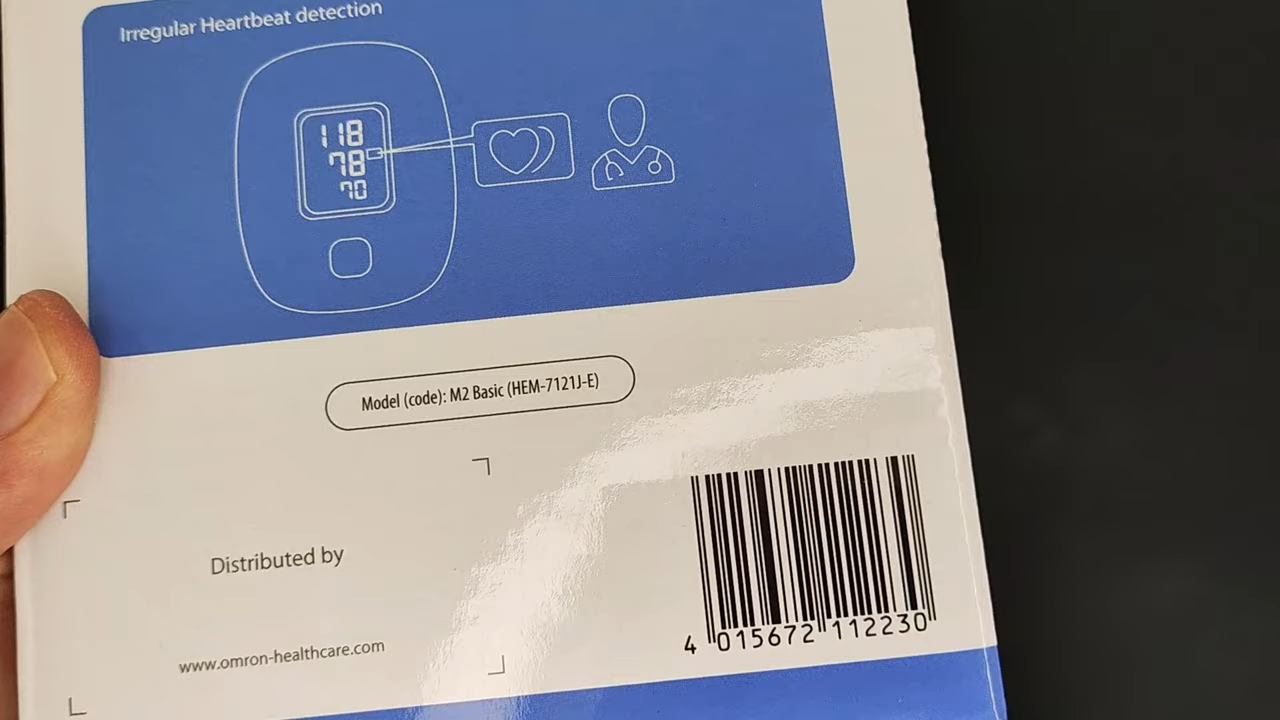 Irregular Heartbeat detection
118
78
70
Model (code): M2 Basic (HEM-7121J-E)
Distributed by
www.omron-healthcare.com
4 015672 112230